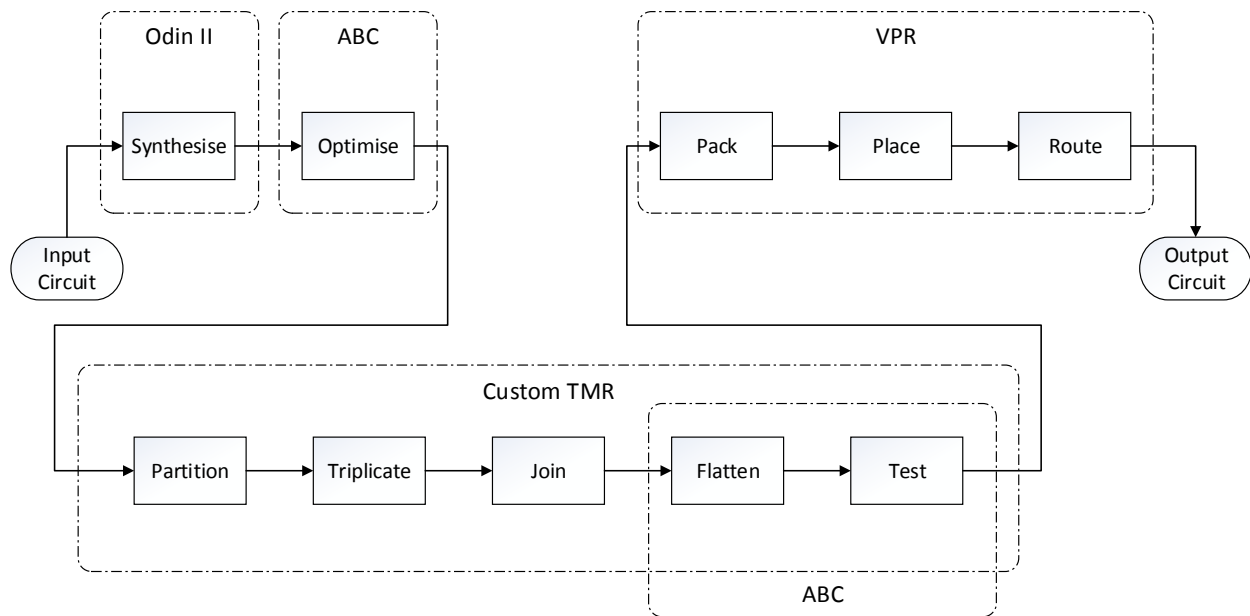 Odin II
ABC
VPR
Synthesise
Optimise
Pack
Place
Route
Input
Circuit
Output
Circuit
Custom TMR
Partition
Triplicate
Join
Flatten
Test
ABC